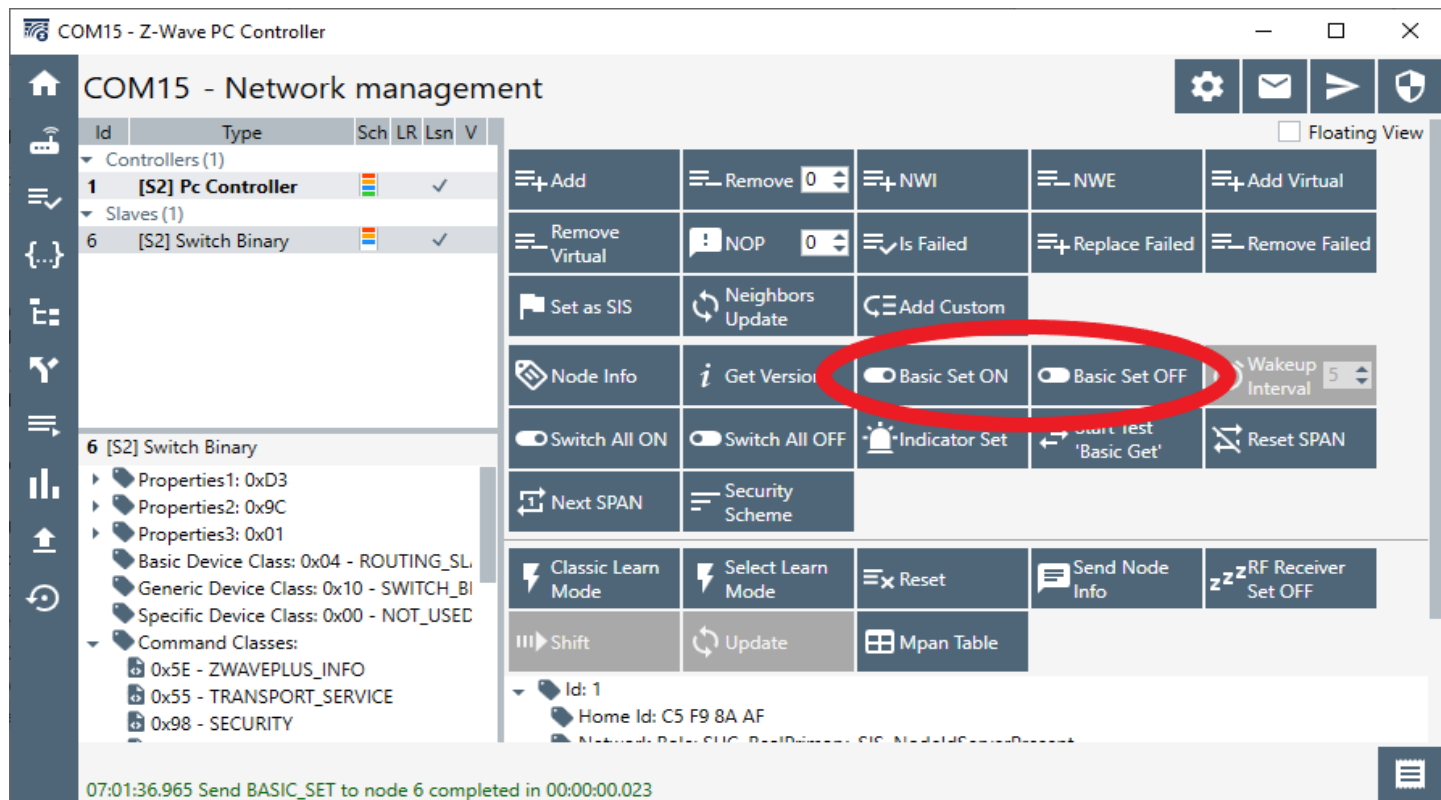 COM15 - Z-Wave PC Controller
COM15 - Network management
Floating View
Id Type Sch LR Lsn V
Controllers (1)
1 [S2] Pc Controller
Slaves (1)
6 [S2] Switch Binary
Add
Remove 0
NWI
NWE
Add Virtual
Remove
Virtual
NOP 0
Is Failed
Replace Failed
Remove Failed
Set as SIS
Neighbors
Update
Add Custom
Node Info
Get Version
Basic Set ON
Basic Set OFF
Wakeup
Interval 5
Switch All ON
Switch All OFF
Indicator Set
Start Test
'Basic Get'
Reset SPAN
Next SPAN
Security
Scheme
Classic Learn
Mode
Select Learn
Mode
Reset
Send Node
Info
RF Receiver
Set OFF
Shift
Update
Mpan Table
6 [S2] Switch Binary
Properties1: 0xD3
Properties2: 0x9C
Properties3: 0x01
Basic Device Class: 0x04 - ROUTING_SL
Generic Device Class: 0x10 - SWITCH_BI
Specific Device Class: 0x00 - NOT_USED
Command Classes:
0x5E - ZWAVEPLUS_INFO
0x55 - TRANSPORT_SERVICE
0x98 - SECURITY
Id: 1
Home Id: C5 F9 8A AF
07:01:36.965 Send BASIC_SET to node 6 completed in 00:00:00.023